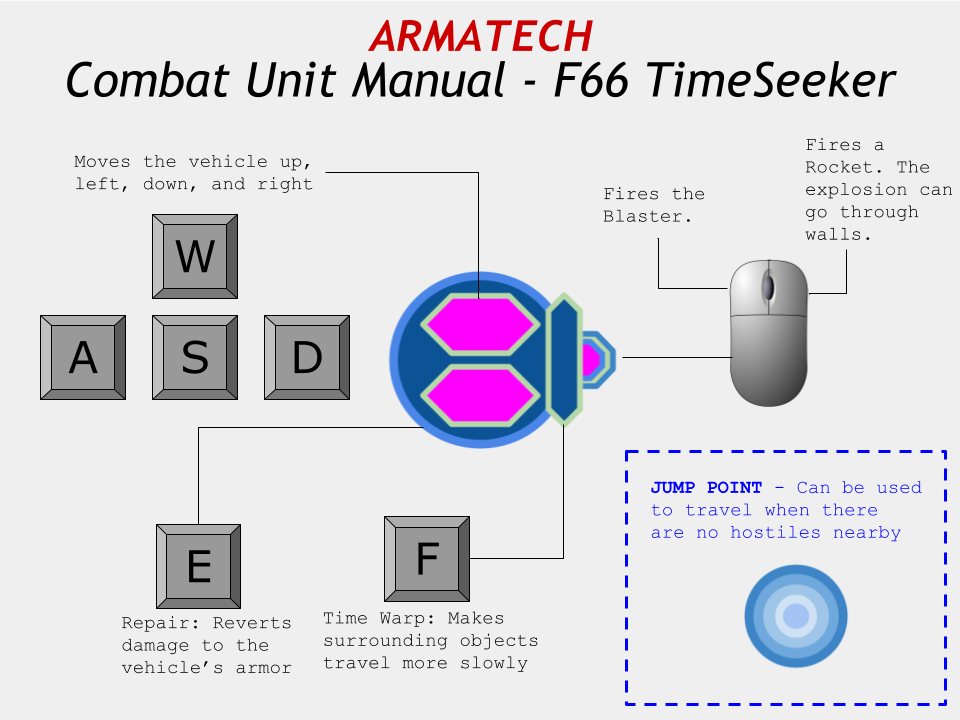 ARMATECH
Combat Unit Manual - F66 TimeSeeker
Moves the vehicle up,
left, down, and right
Fires the
Blaster.
Fires a
Rocket. The
explosion can
go through
walls.
W
A S D
E
Repair: Reverts
damage to the
vehicle’s armor
F
Time Warp: Makes
surrounding objects
travel more slowly
JUMP POINT - Can be used
to travel when there
are no hostiles nearby